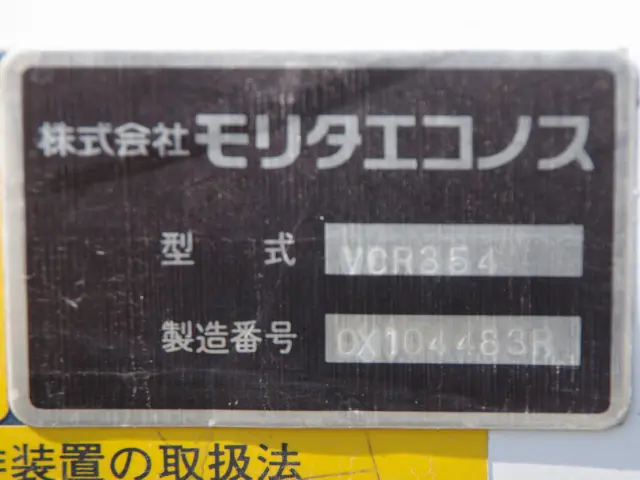 株式会社 モリタエコノス
型式 VCR354
製造番号 0X104483R
装置の取扱法